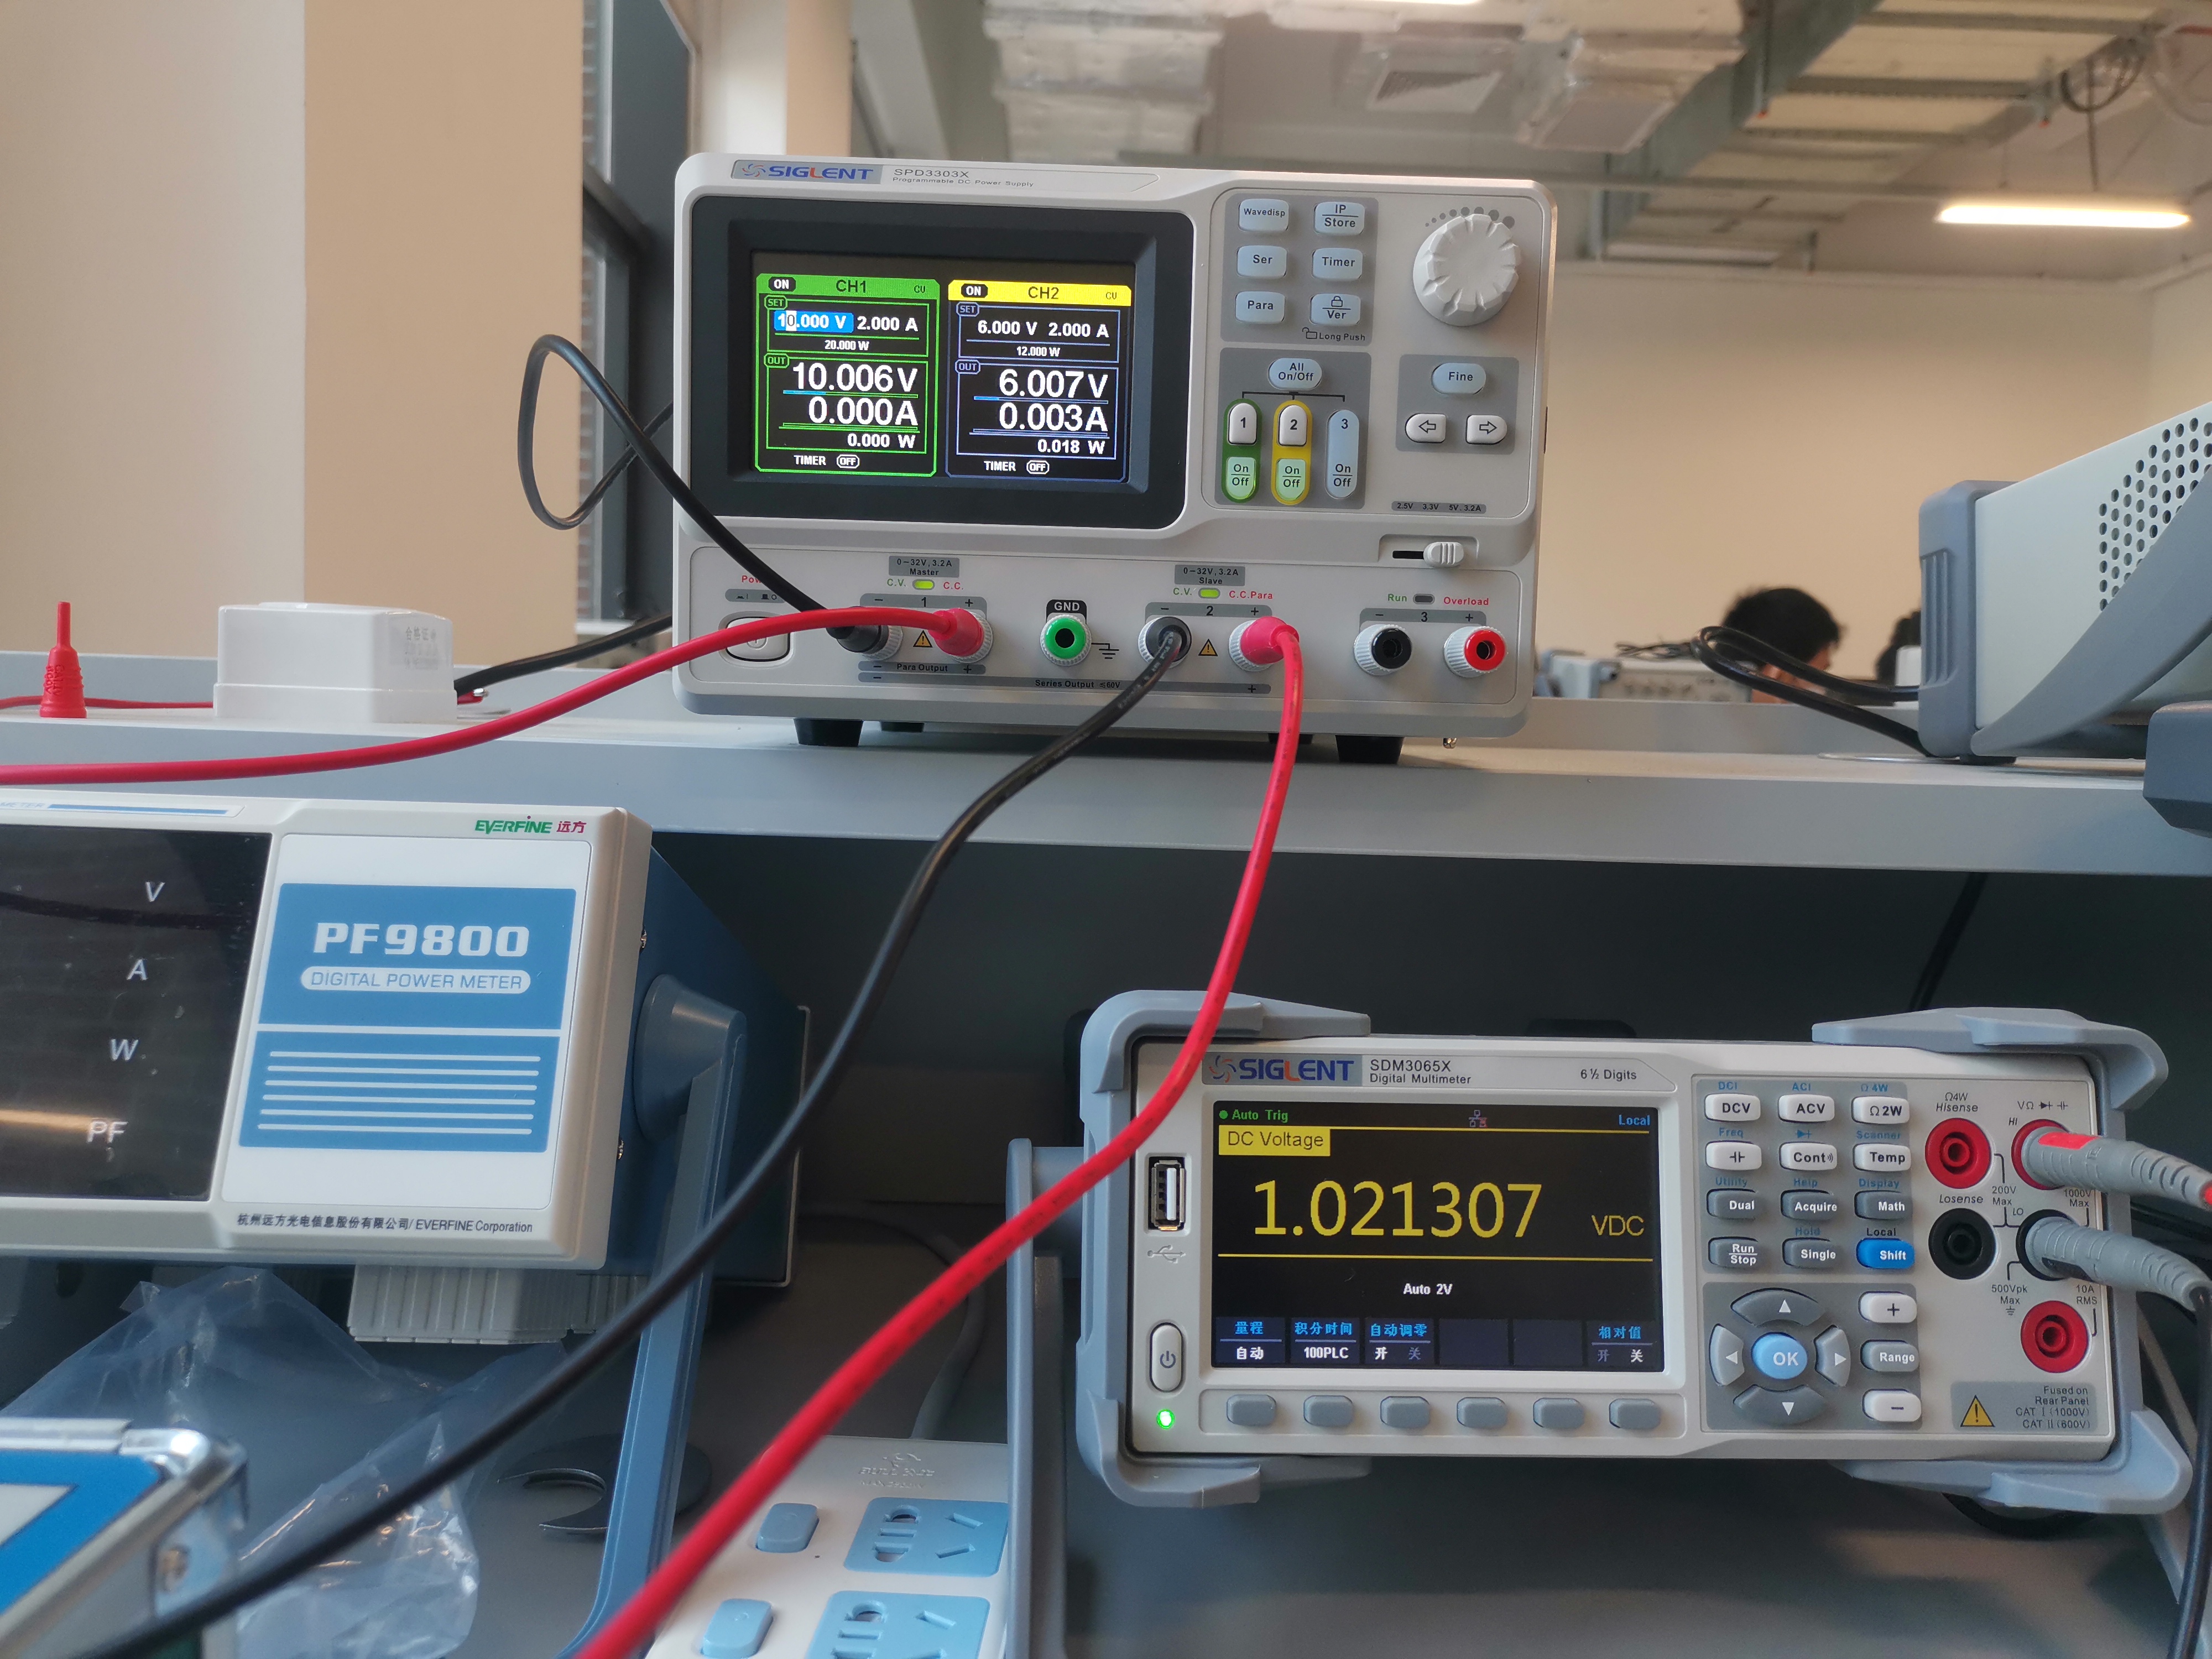 SIGLENT SPD3303X
Programmable DC Power Supply
ON CH1 CV
SET
10.000 V 2.000 A
20.000 W
OUT
10.006 V
0.000 A
0.000 W
TIMER OFF
ON CH2 CV
SET
6.000 V 2.000 A
12.000 W
OUT
6.007 V
0.003 A
0.018 W
TIMER OFF
Wavedisp
IP
Store
Ser
Timer
Para
Ver
Long Push
All
On/Off
1 2 3
On
Off
On
Off
On
Off
Fine
2.5V 3.3V 5V,3.2A
0-32V,3.2A
Master
C.V. C.C.
- 1 +
- Para Output +
GND
0-32V,3.2A
Slave
C.V. C.C.Para
- 2 +
- Series Output ≤60V +
Run Overload
- 3 +
合格证
METER
EVERFINE 远方
V
A
W
PF
PF9800
DIGITAL POWER METER
杭州远方光电信息股份有限公司/ EVERFINE Corporation
SIGLENT SDM3065X
Digital Multimeter
6½ Digits
Auto Trig
Local
DC Voltage
1.021307 VDC
Auto 2V
量程 积分时间 自动调零 相对值
自动 100PLC 开 关 开 关
DCI ACI Ω4W
DCV ACV Ω2W
Freq Scanner
Cont Temp
Utility Help Display
Dual Acquire Math
Hold Local
Run
Stop
Single Shift
+
OK
Range
-
Ω4W
Hisense
VΩ
HI
200V
Max
1000V
Max
Losense
LO
500Vpk
Max
10A
RMS
Fused on
Rear Panel
CAT I (1000V)
CAT II (600V)